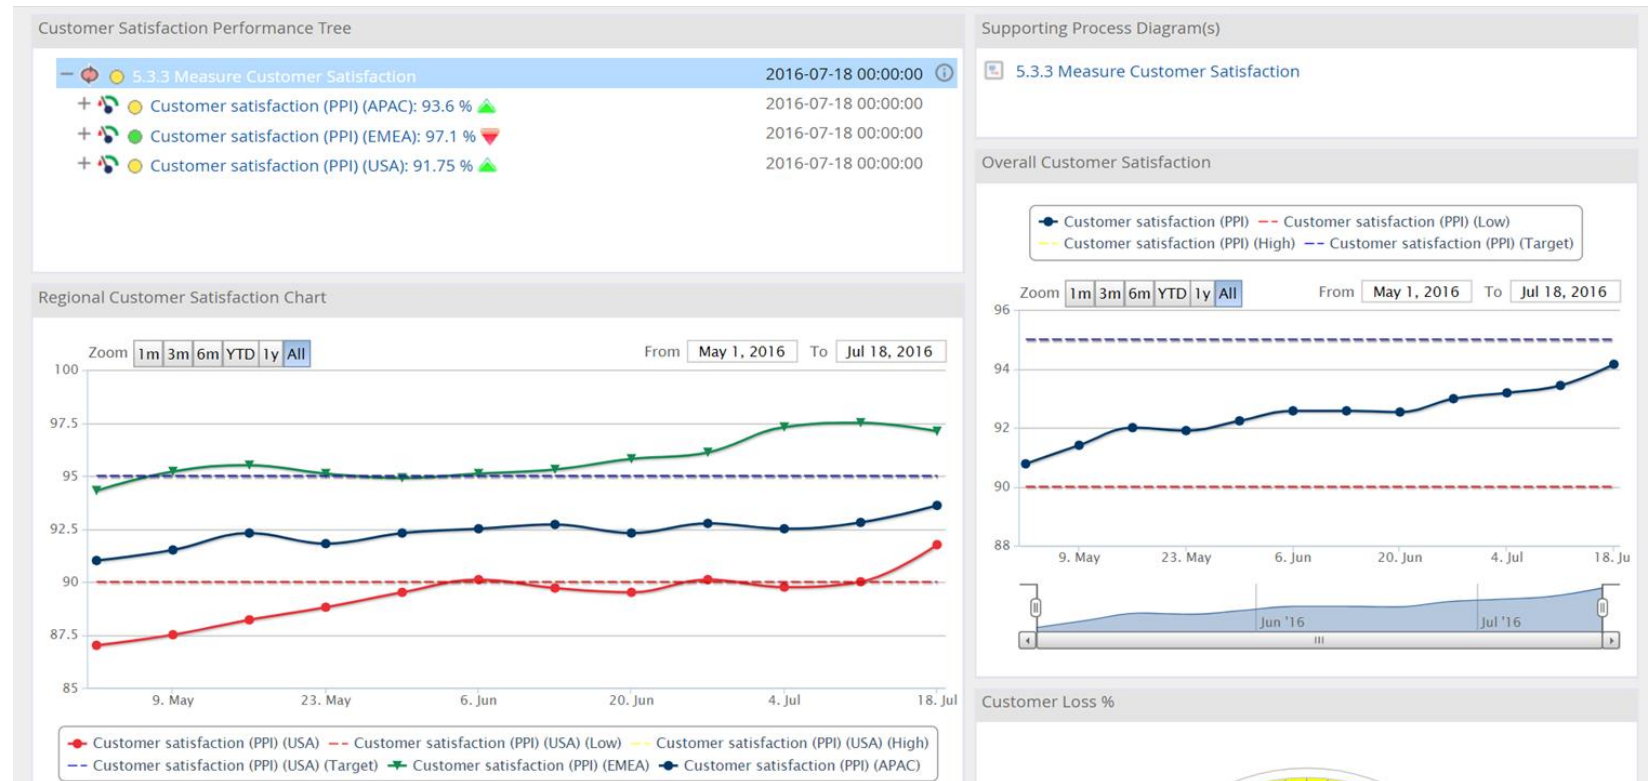 Customer Satisfaction Performance Tree
5.3.3 Measure Customer Satisfaction 2016-07-18 00:00:00
Customer satisfaction (PPI) (APAC): 93.6 % 2016-07-18 00:00:00
Customer satisfaction (PPI) (EMEA): 97.1 % 2016-07-18 00:00:00
Customer satisfaction (PPI) (USA): 91.75 % 2016-07-18 00:00:00
Regional Customer Satisfaction Chart
Zoom 1m 3m 6m YTD 1y All From May 1, 2016 To Jul 18, 2016
100
97.5
95
92.5
90
87.5
85
9. May 23. May 6. Jun 20. Jun 4. Jul 18. Jul
Customer satisfaction (PPI) (USA) Customer satisfaction (PPI) (USA) (Low) Customer satisfaction (PPI) (USA) (High)
Customer satisfaction (PPI) (USA) (Target) Customer satisfaction (PPI) (EMEA) Customer satisfaction (PPI) (APAC)
Supporting Process Diagram(s)
5.3.3 Measure Customer Satisfaction
Overall Customer Satisfaction
Customer satisfaction (PPI) Customer satisfaction (PPI) (Low)
Customer satisfaction (PPI) (High) Customer satisfaction (PPI) (Target)
Zoom 1m 3m 6m YTD 1y All From May 1, 2016 To Jul 18, 2016
96
94
92
90
88
9. May 23. May 6. Jun 20. Jun 4. Jul 18. Ju
Jun '16 Jul '16
Customer Loss %